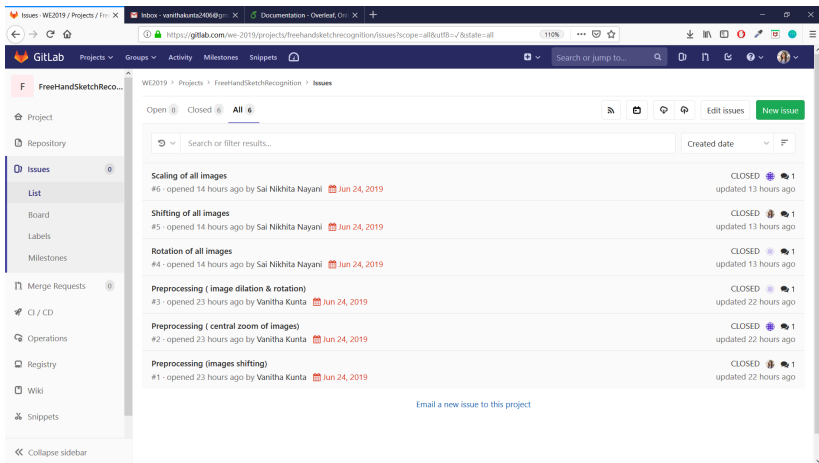 Issues · WE2019 / Projects / Fre
Inbox - vanithakunta2406@gm
Documentation - Overleaf, Onl
https://gitlab.com/we-2019/projects/freehandsketchrecognition/issues?scope=all&utf8=✓&state=all
110%
GitLab Projects Groups Activity Milestones Snippets
Search or jump to...
F FreeHandSketchReco...
WE2019 > Projects > FreeHandSketchRecognition > Issues
Open 0 Closed 6 All 6
Edit issues New issue
Project
Repository
Issues 0
List
Board
Labels
Milestones
Merge Requests 0
CI / CD
Operations
Registry
Wiki
Snippets
Collapse sidebar
Search or filter results...
Created date
Scaling of all images CLOSED 1
#6 · opened 14 hours ago by Sai Nikhita Nayani Jun 24, 2019 updated 13 hours ago
Shifting of all images CLOSED 1
#5 · opened 14 hours ago by Sai Nikhita Nayani Jun 24, 2019 updated 13 hours ago
Rotation of all images CLOSED 1
#4 · opened 14 hours ago by Sai Nikhita Nayani Jun 24, 2019 updated 13 hours ago
Preprocessing ( image dilation & rotation) CLOSED 1
#3 · opened 23 hours ago by Vanitha Kunta Jun 24, 2019 updated 22 hours ago
Preprocessing ( central zoom of images) CLOSED 1
#2 · opened 23 hours ago by Vanitha Kunta Jun 24, 2019 updated 22 hours ago
Preprocessing (images shifting) CLOSED 1
#1 · opened 23 hours ago by Vanitha Kunta Jun 24, 2019 updated 22 hours ago
Email a new issue to this project